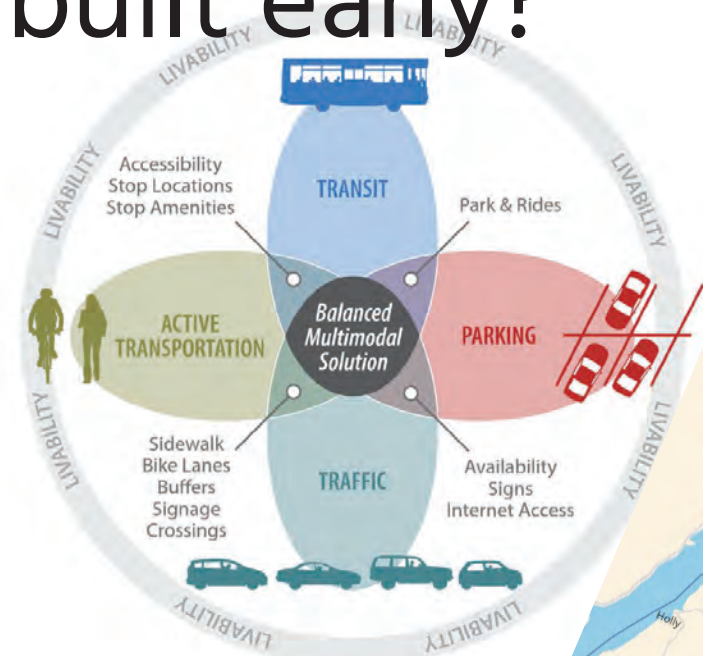 built early?
LIVABILITY
LIVABILITY
LIVABILITY
LIVABILITY
Accessibility
Stop Locations
Stop Amenities
TRANSIT
Park & Rides
ACTIVE
TRANSPORTATION
Balanced
Multimodal
Solution
PARKING
LIVABILITY
LIVABILITY
Sidewalk
Bike Lanes
Buffers
Signage
Crossings
TRAFFIC
Availability
Signs
Internet Access
LIVABILITY
LIVABILITY
Holly